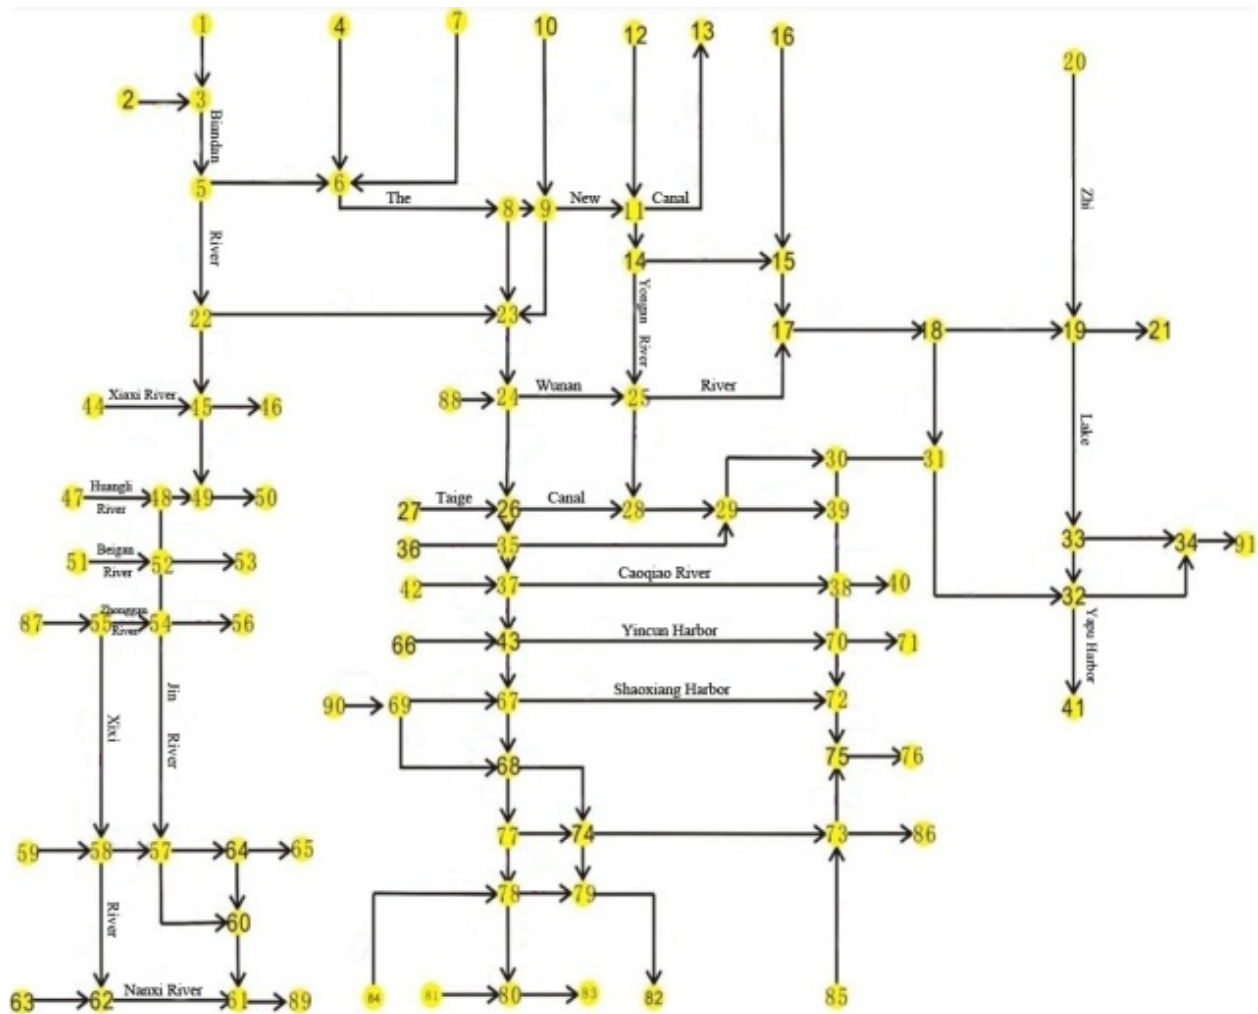 1 4 7 10 12 13 16
20
2 3
Biandan
5 6
The
8 9 New 11 Canal
River
Zhi
14 15
Yongan River
22 23 17 18 19 21
Xiaxi River
44 45 46
88 24 Wunan 25 River
Lake
30 31
Huangli
47 48 49 50
River
27 Taige 26 Canal 28 29 39
36 35
33 34 91
Beigan
51 52 53
River
42 37 Caoqiao River 38 40
32
Yapu Harbor
87 55 54 56
River
66 43 Yincun Harbor 70 71
Xixi
Jin River
90 69 67 Shaoxiang Harbor 72
41
68 75 76
59 58 57 64 65
77 74 73 86
River
60
78 79
63 62 Nanxi River 61 89
84 81 80 83 82 85